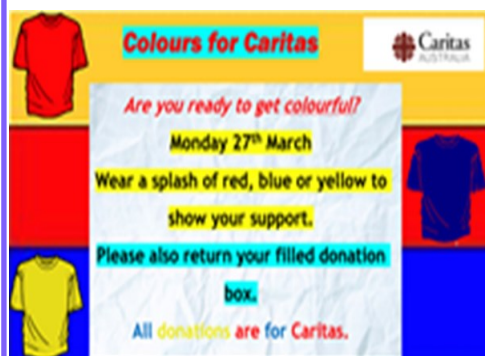 Colours for Caritas
Caritas
AUSTRALIA
Are you ready to get colourful?
Monday 27th March
Wear a splash of red, blue or yellow to
show your support.
Please also return your filled donation
box.
All donations are for Caritas.